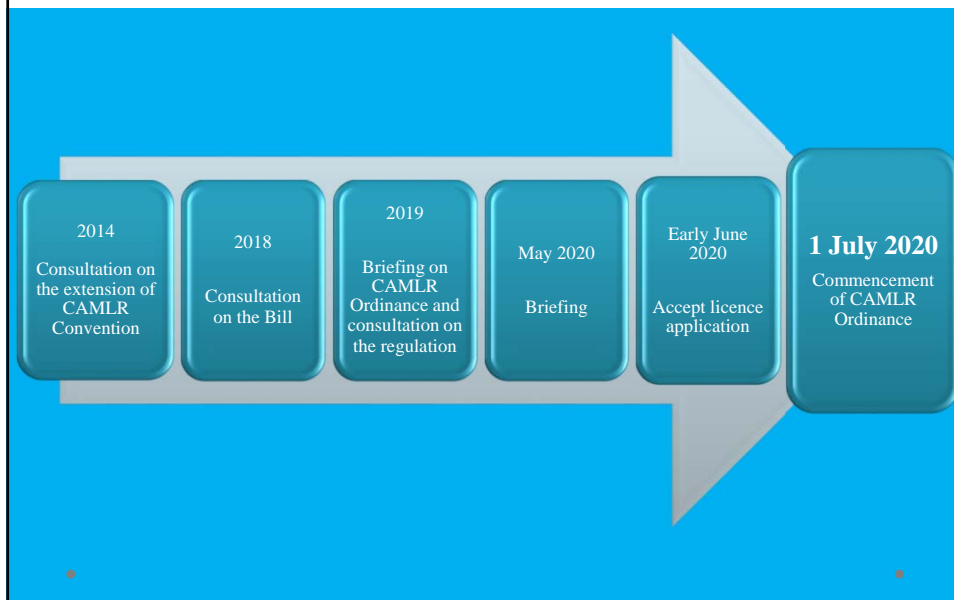 2014
Consultation on
the extension of
CAMLR
Convention
2018
Consultation
on the Bill
2019
Briefing on
CAMLR
Ordinance and
consultation on
the regulation
May 2020
Briefing
Early June
2020
Accept licence
application
1 July 2020
Commencement
of CAMLR
Ordinance